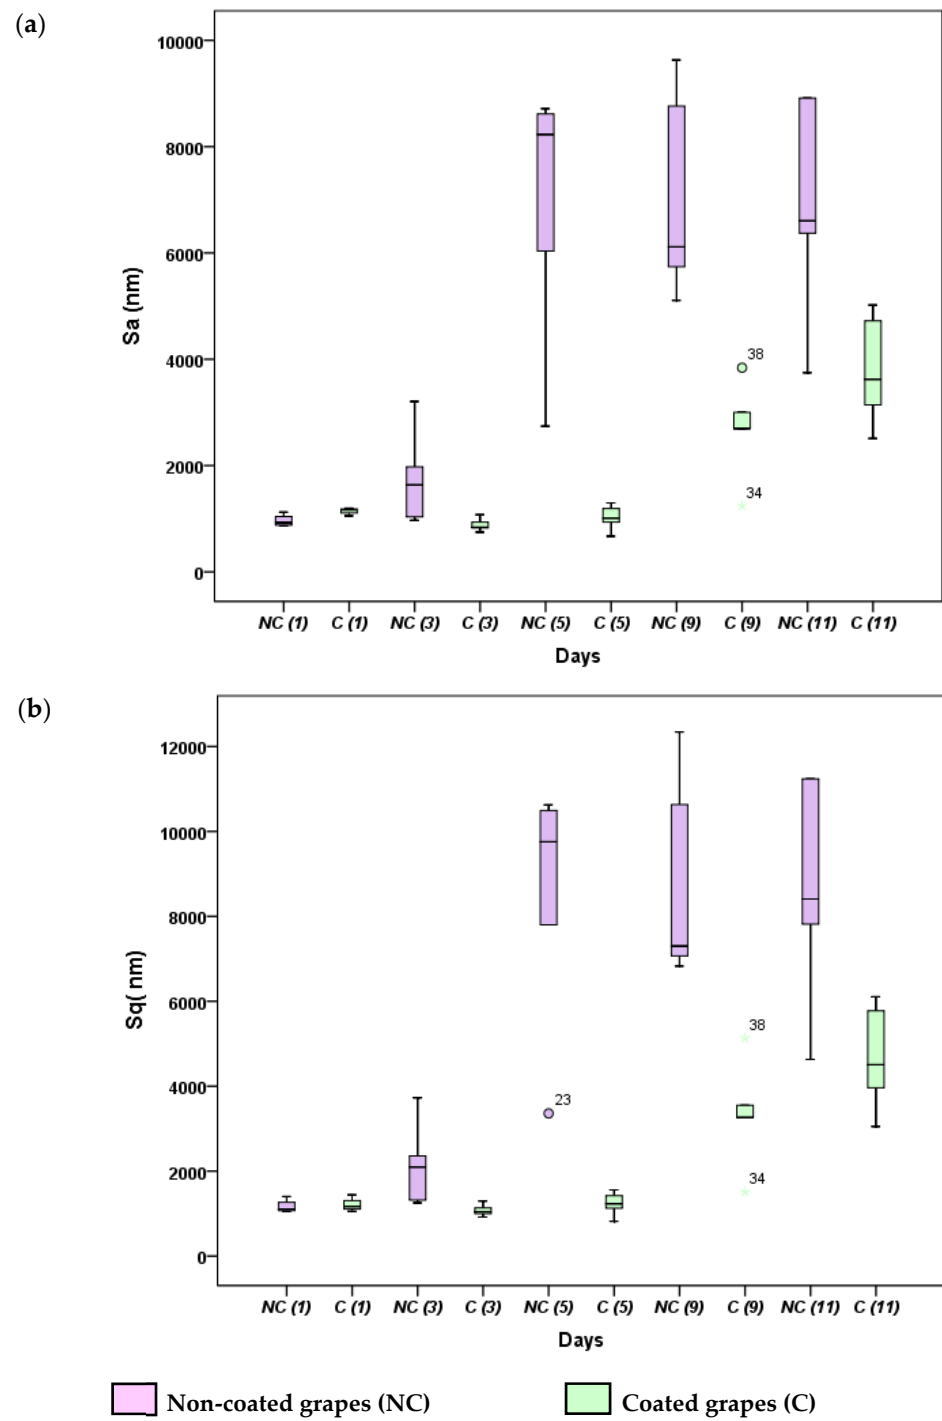 (a)
10000
8000
6000
4000
2000
0
Sa (nm)
38
34
NC (1) C (1) NC (3) C (3) NC (5) C (5) NC (9) C (9) NC (11) C (11)
Days
(b)
12000
10000
8000
6000
4000
2000
0
Sq( nm)
23
38
34
NC (1) C (1) NC (3) C (3) NC (5) C (5) NC (9) C (9) NC (11) C (11)
Days
Non-coated grapes (NC) Coated grapes (C)